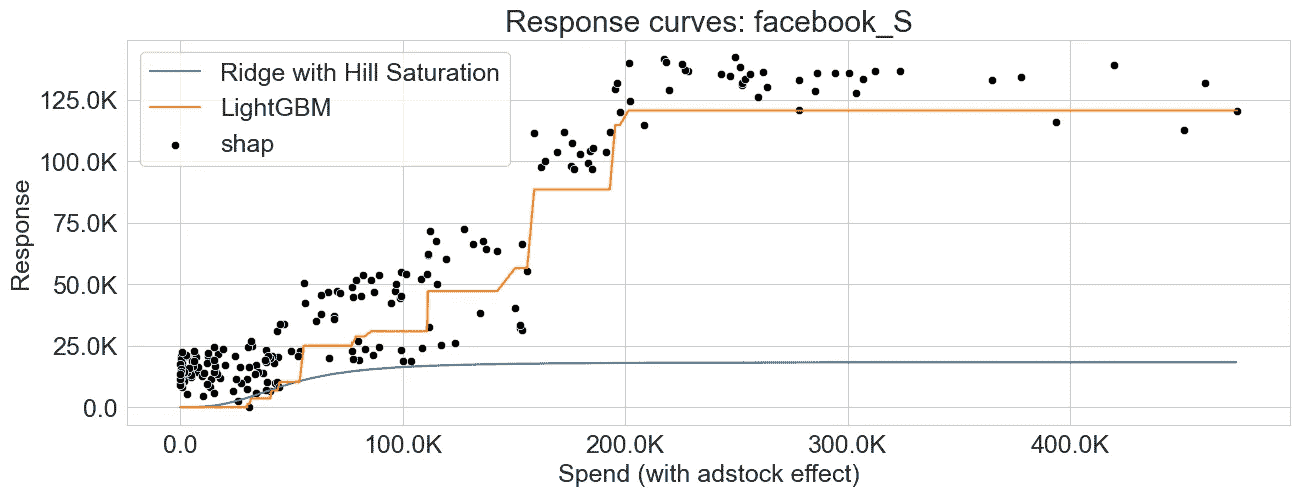 Response curves: facebook_S
Ridge with Hill Saturation
LightGBM
shap
Response
125.0K
100.0K
75.0K
50.0K
25.0K
0.0
0.0 100.0K 200.0K 300.0K 400.0K
Spend (with adstock effect)